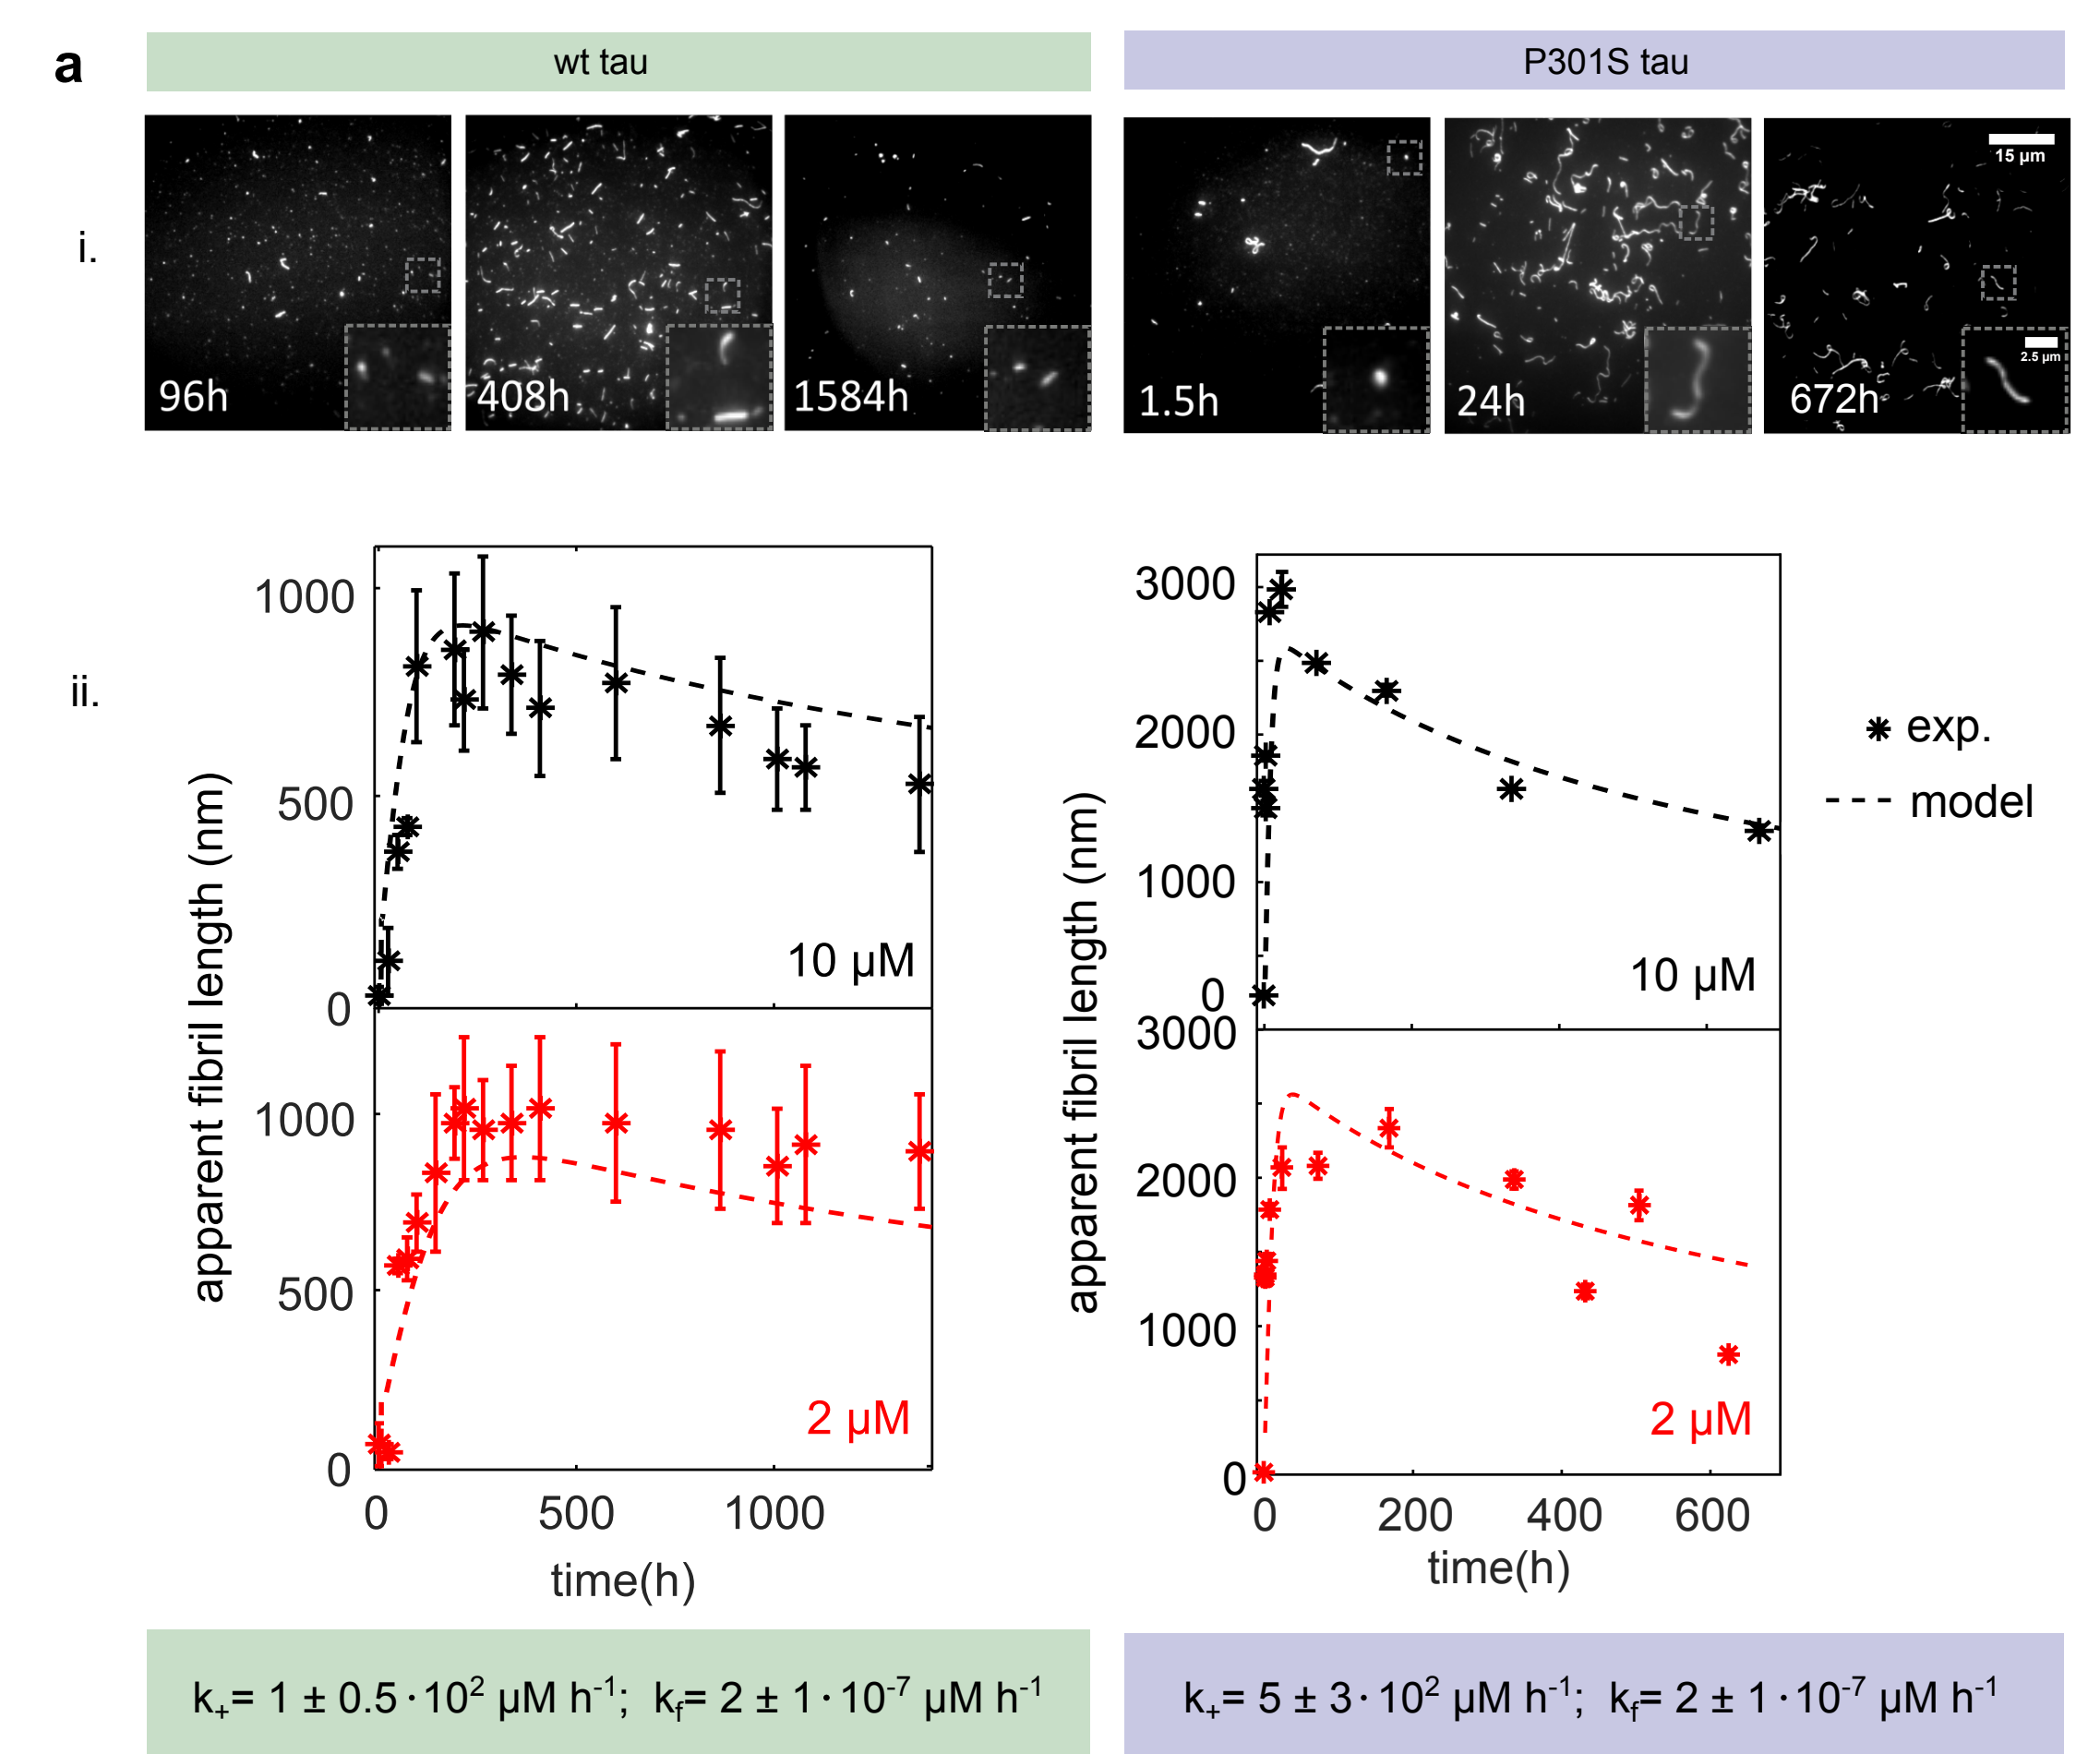 a
wt tau
P301S tau
i.
96h
408h
1584h
1.5h
24h
672h
15 µm
2.5 µm
ii.
apparent fibril length (nm)
1000
500
0
10 µM
1000
500
0
2 µM
0 500 1000
time(h)
apparent fibril length (nm)
3000
2000
1000
0
10 µM
3000
2000
1000
0
2 µM
0 200 400 600
time(h)
exp.
model
k₊= 1 ± 0.5·10² µM h⁻¹; k_f= 2 ± 1·10⁻⁷ µM h⁻¹
k₊= 5 ± 3·10² µM h⁻¹; k_f= 2 ± 1·10⁻⁷ µM h⁻¹